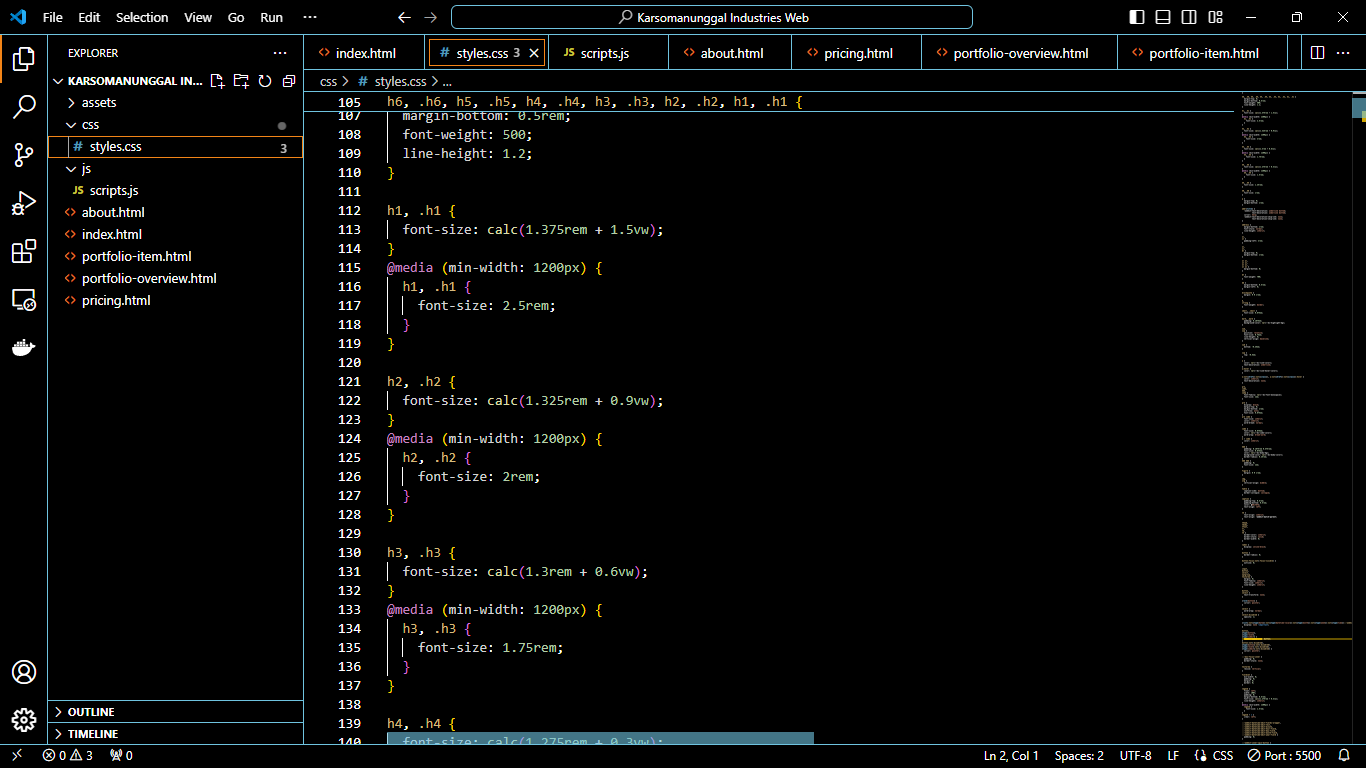 File Edit Selection View Go Run ··· Karsomanunggal Industries Web
EXPLORER ···
KARSOMANUNGGAL IN...
assets
css
# styles.css 3
js
JS scripts.js
<> about.html
<> index.html
<> portfolio-item.html
<> portfolio-overview.html
<> pricing.html
OUTLINE
TIMELINE
<> index.html # styles.css 3 JS scripts.js <> about.html <> pricing.html <> portfolio-overview.html <> portfolio-item.html ···
css > # styles.css > ...
105 h6, .h6, h5, .h5, h4, .h4, h3, .h3, h2, .h2, h1, .h1 {
107 margin-bottom: 0.5rem;
108 font-weight: 500;
109 line-height: 1.2;
110 }
111
112 h1, .h1 {
113 font-size: calc(1.375rem + 1.5vw);
114 }
115 @media (min-width: 1200px) {
116 h1, .h1 {
117 font-size: 2.5rem;
118 }
119 }
120
121 h2, .h2 {
122 font-size: calc(1.325rem + 0.9vw);
123 }
124 @media (min-width: 1200px) {
125 h2, .h2 {
126 font-size: 2rem;
127 }
128 }
129
130 h3, .h3 {
131 font-size: calc(1.3rem + 0.6vw);
132 }
133 @media (min-width: 1200px) {
134 h3, .h3 {
135 font-size: 1.75rem;
136 }
137 }
138
139 h4, .h4 {
140 font-size: calc(1.275rem + 0.3vw);
0 3 0 Ln 2, Col 1 Spaces: 2 UTF-8 LF CSS Port : 5500